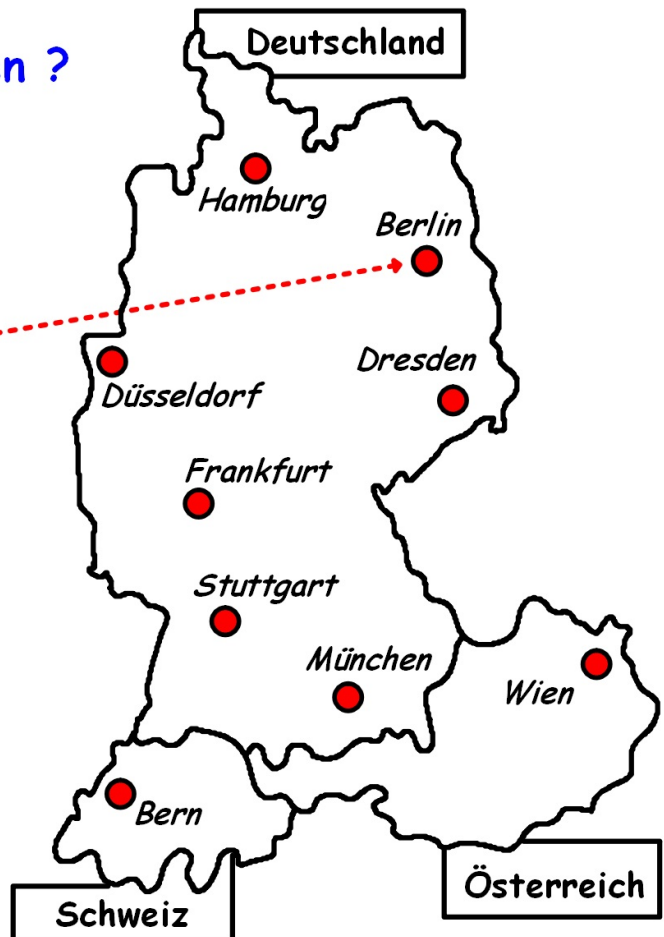 Deutschland
n ?
Hamburg
Berlin
Dresden
Düsseldorf
Frankfurt
Stuttgart
München
Wien
Bern
Österreich
Schweiz